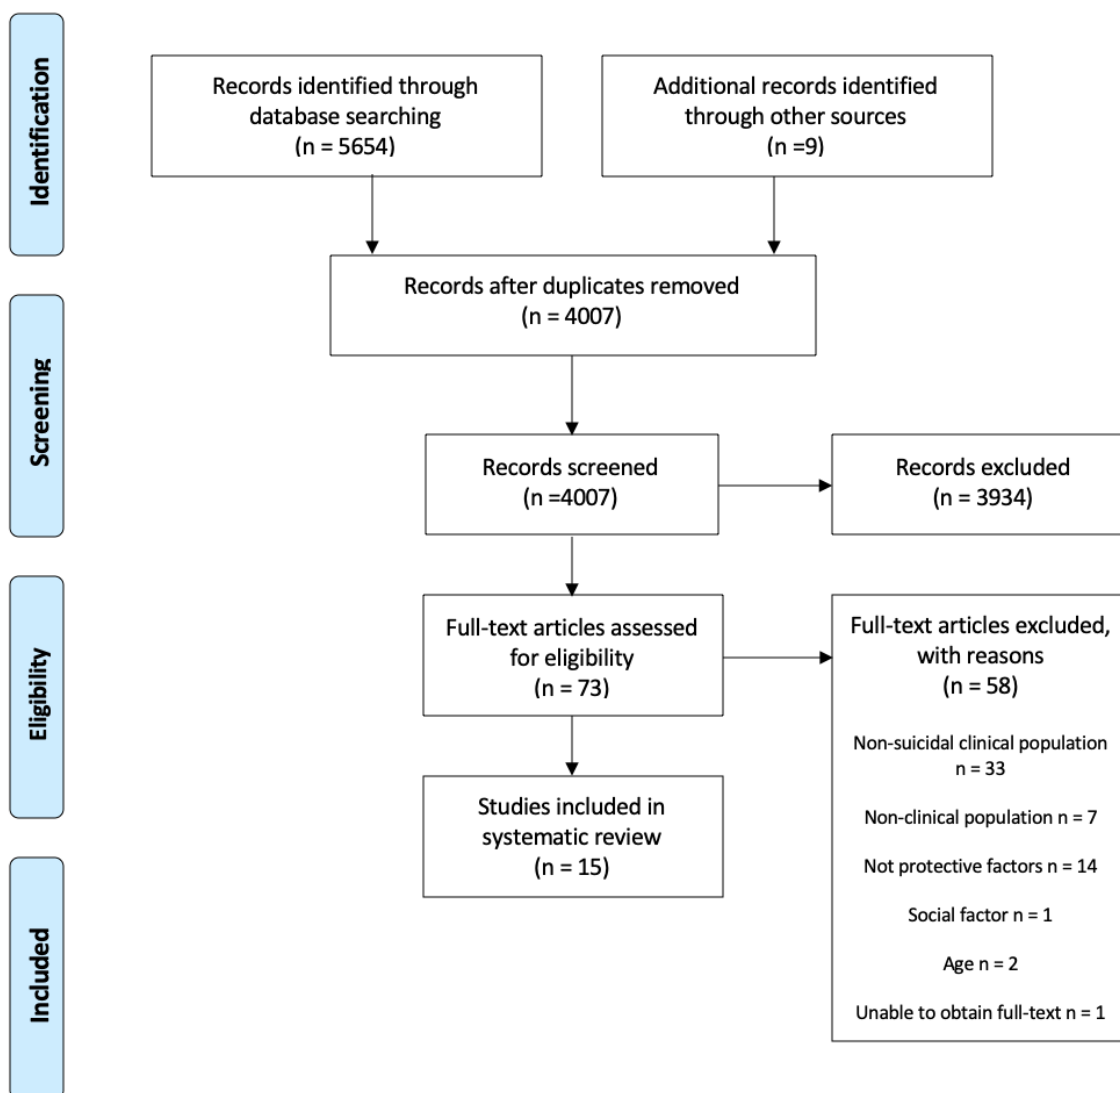 Identification
Records identified through
database searching
(n = 5654)
Additional records identified
through other sources
(n =9)
Records after duplicates removed
(n = 4007)
Screening
Records screened
(n =4007)
Records excluded
(n = 3934)
Eligibility
Full-text articles assessed
for eligibility
(n = 73)
Full-text articles excluded,
with reasons
(n = 58)
Non-suicidal clinical population
n = 33
Non-clinical population n = 7
Not protective factors n = 14
Social factor n = 1
Age n = 2
Unable to obtain full-text n = 1
Studies included in
systematic review
(n = 15)
Included